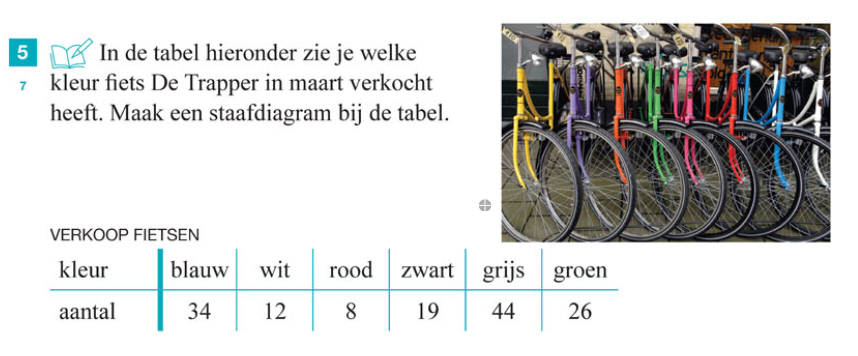 5 In de tabel hieronder zie je welke
7 kleur fiets De Trapper in maart verkocht
heeft. Maak een staafdiagram bij de tabel.
VERKOOP FIETSEN
kleur blauw wit rood zwart grijs groen
aantal 34 12 8 19 44 26